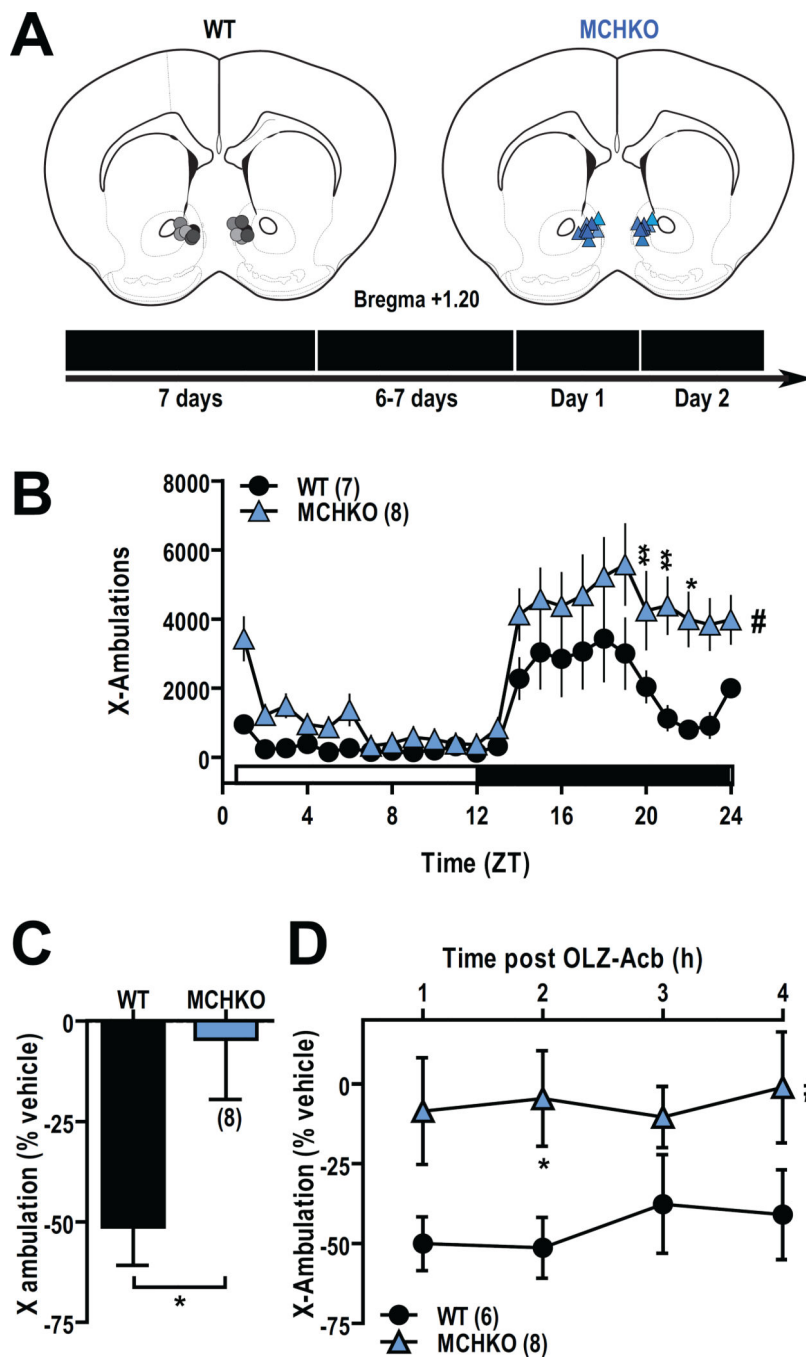 A
WT
MCHKO
Bregma +1.20
7 days
6-7 days
Day 1
Day 2
B
WT (7)
MCHKO (8)
X-Ambulations
8000
6000
4000
2000
0
** ** *
#
0 4 8 12 16 20 24
Time (ZT)
C
WT MCHKO
X ambulation (% vehicle)
0
-25
-50
-75
(8)
*
D
Time post OLZ-Acb (h)
1 2 3 4
X-Ambulation (% vehicle)
0
-25
-50
-75
*
WT (6)
MCHKO (8)